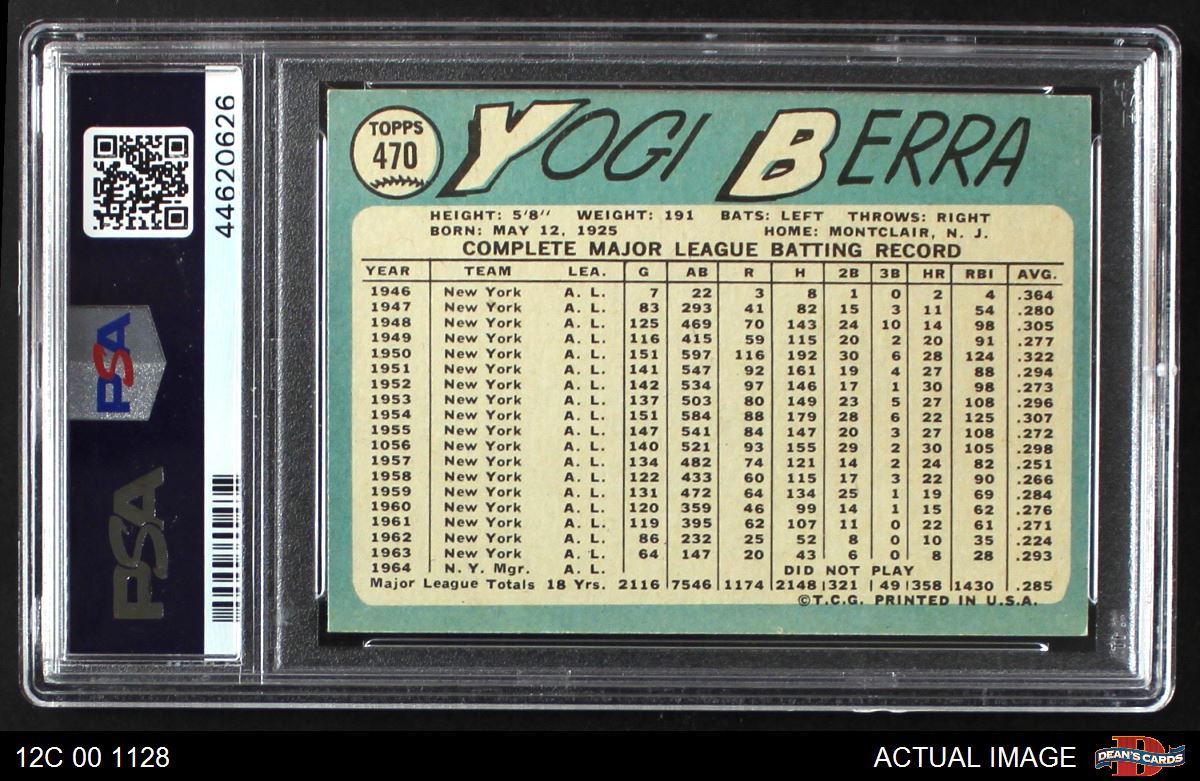 TOPPS
470
YOGI BERRA
HEIGHT: 5'8" WEIGHT: 191 BATS: LEFT THROWS: RIGHT
BORN: MAY 12, 1925 HOME: MONTCLAIR, N. J.
COMPLETE MAJOR LEAGUE BATTING RECORD
YEAR TEAM LEA. G AB R H 2B 3B HR RBI AVG.
1946 New York A. L. 7 22 3 8 1 0 2 4 .364
1947 New York A. L. 83 293 41 82 15 3 11 54 .280
1948 New York A. L. 125 469 70 143 24 10 14 98 .305
1949 New York A. L. 116 415 59 115 20 2 20 91 .277
1950 New York A. L. 151 597 116 192 30 6 28 124 .322
1951 New York A. L. 141 547 92 161 19 4 27 88 .294
1952 New York A. L. 142 534 97 146 17 1 30 98 .273
1953 New York A. L. 137 503 80 149 23 5 27 108 .296
1954 New York A. L. 151 584 88 179 28 6 22 125 .307
1955 New York A. L. 147 541 84 147 20 3 27 108 .272
1056 New York A. L. 140 521 93 155 29 2 30 105 .298
1957 New York A. L. 134 482 74 121 14 2 24 82 .251
1958 New York A. L. 122 433 60 115 17 3 22 90 .266
1959 New York A. L. 131 472 64 134 25 1 19 69 .284
1960 New York A. L. 120 359 46 99 14 1 15 62 .276
1961 New York A. L. 119 395 62 107 11 0 22 61 .271
1962 New York A. L. 86 232 25 52 8 0 10 35 .224
1963 New York A. L. 64 147 20 43 6 0 8 28 .293
1964 N. Y. Mgr. A. L. DID NOT PLAY
Major League Totals 18 Yrs. 2116 7546 1174 2148 321 49 358 1430 .285
©T.C.G. PRINTED IN U.S.A.
44620626
PSA
PSA
12C 00 1128
ACTUAL IMAGE
D
DEAN'S CARDS